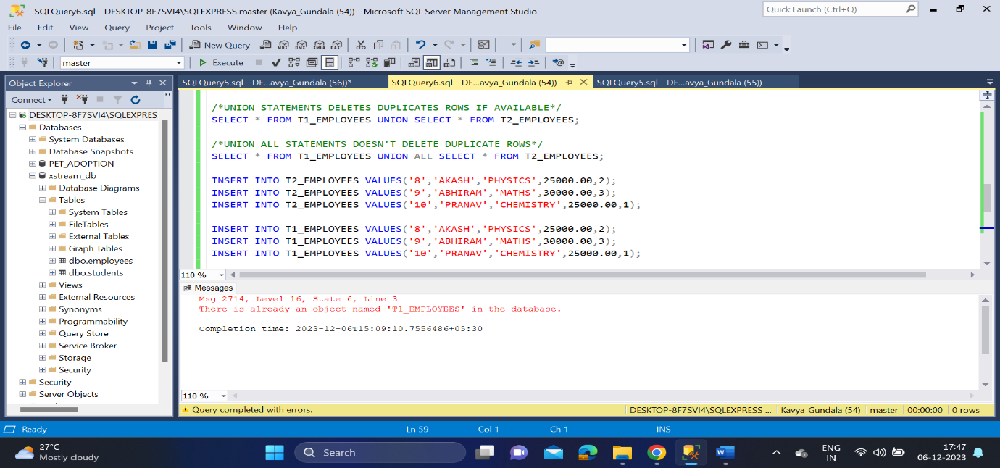 SQLQuery6.sql - DESKTOP-8F7SVI4\SQLEXPRESS.master (Kavya_Gundala (54)) - Microsoft SQL Server Management Studio
Quick Launch (Ctrl+Q)
File Edit View Query Project Tools Window Help
New Query MDX DMX XMLA DAX
master Execute
Object Explorer
SQLQuery5.sql - DE...avya_Gundala (56))* SQLQuery6.sql - DE...avya_Gundala (54)) SQLQuery5.sql - DE...avya_Gundala (55))
Connect
DESKTOP-8F7SVI4\SQLEXPRES
Databases
System Databases
Database Snapshots
PET_ADOPTION
xstream_db
Database Diagrams
Tables
System Tables
FileTables
External Tables
Graph Tables
dbo.employees
dbo.students
Views
External Resources
Synonyms
Programmability
Query Store
Service Broker
Storage
Security
Security
Server Objects
/*UNION STATEMENTS DELETES DUPLICATES ROWS IF AVAILABLE*/
SELECT * FROM T1_EMPLOYEES UNION SELECT * FROM T2_EMPLOYEES;
/*UNION ALL STATEMENTS DOESN'T DELETE DUPLICATE ROWS*/
SELECT * FROM T1_EMPLOYEES UNION ALL SELECT * FROM T2_EMPLOYEES;
INSERT INTO T2_EMPLOYEES VALUES('8','AKASH','PHYSICS',25000.00,2);
INSERT INTO T2_EMPLOYEES VALUES('9','ABHIRAM','MATHS',30000.00,3);
INSERT INTO T2_EMPLOYEES VALUES('10','PRANAV','CHEMISTRY',25000.00,1);
INSERT INTO T1_EMPLOYEES VALUES('8','AKASH','PHYSICS',25000.00,2);
INSERT INTO T1_EMPLOYEES VALUES('9','ABHIRAM','MATHS',30000.00,3);
INSERT INTO T1_EMPLOYEES VALUES('10','PRANAV','CHEMISTRY',25000.00,1);
110 %
Messages
Msg 2714, Level 16, State 6, Line 3
There is already an object named 'T1_EMPLOYEES' in the database.
Completion time: 2023-12-06T15:09:10.7556486+05:30
110 %
Query completed with errors. DESKTOP-8F7SVI4\SQLEXPRESS ... Kavya_Gundala (54) master 00:00:00 0 rows
Ready Ln 59 Col 1 Ch 1 INS
27°C
Mostly cloudy
Search
ENG
IN
17:47
06-12-2023